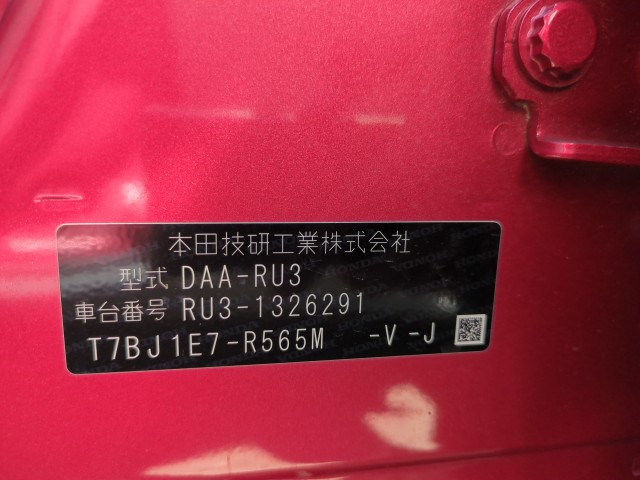 本田技研工業株式会社
型式 DAA-RU3
車台番号 RU3-1326291
T7BJ1E7-R565M -V -J